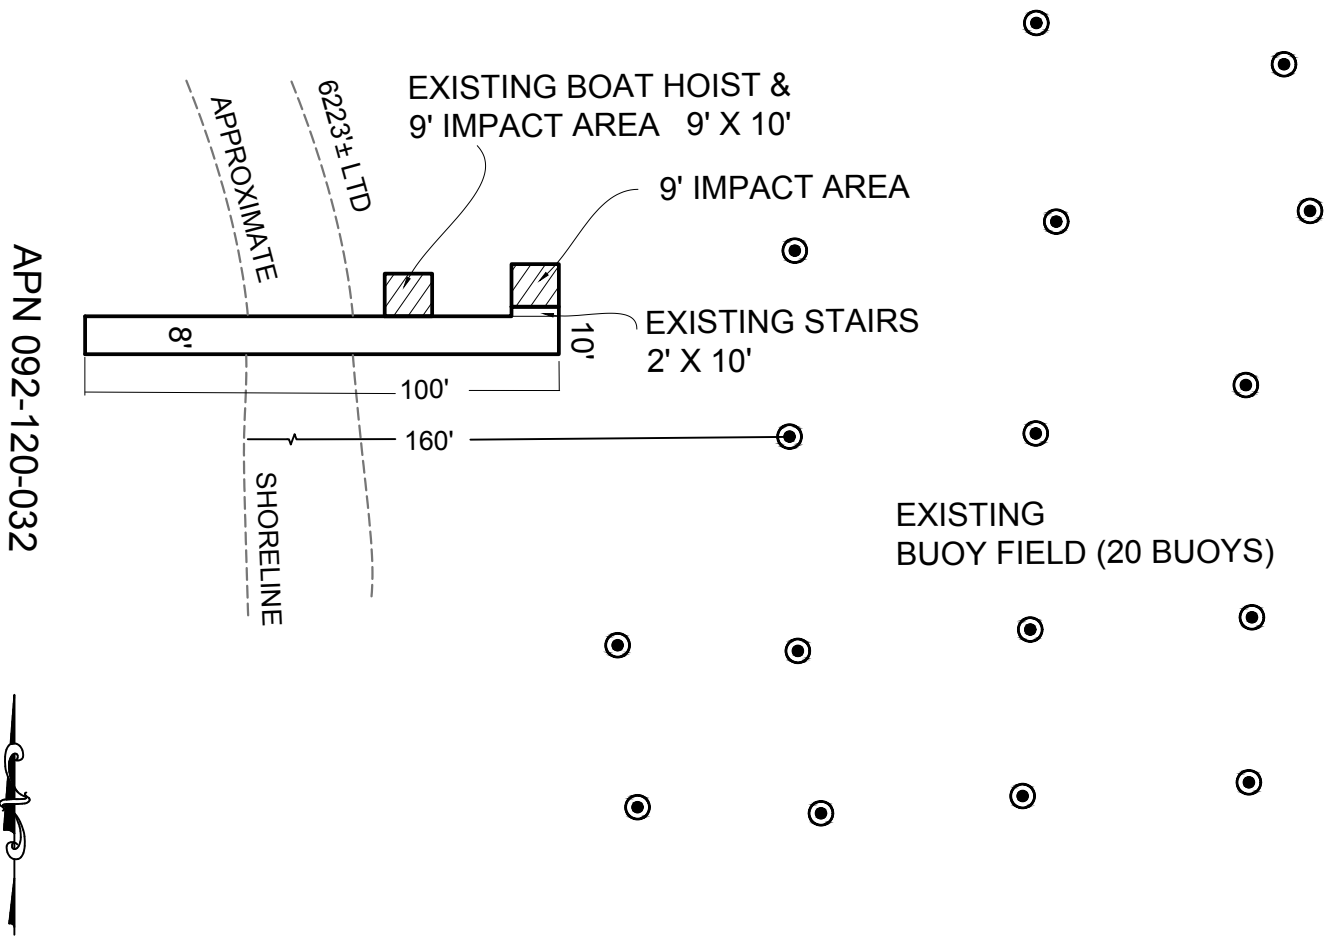 EXISTING BOAT HOIST &
9' IMPACT AREA 9' X 10'
6223'± LTD
APPROXIMATE
9' IMPACT AREA
EXISTING STAIRS
2' X 10'
10'
8'
100'
160'
APN 092-120-032
SHORELINE
EXISTING
BUOY FIELD (20 BUOYS)